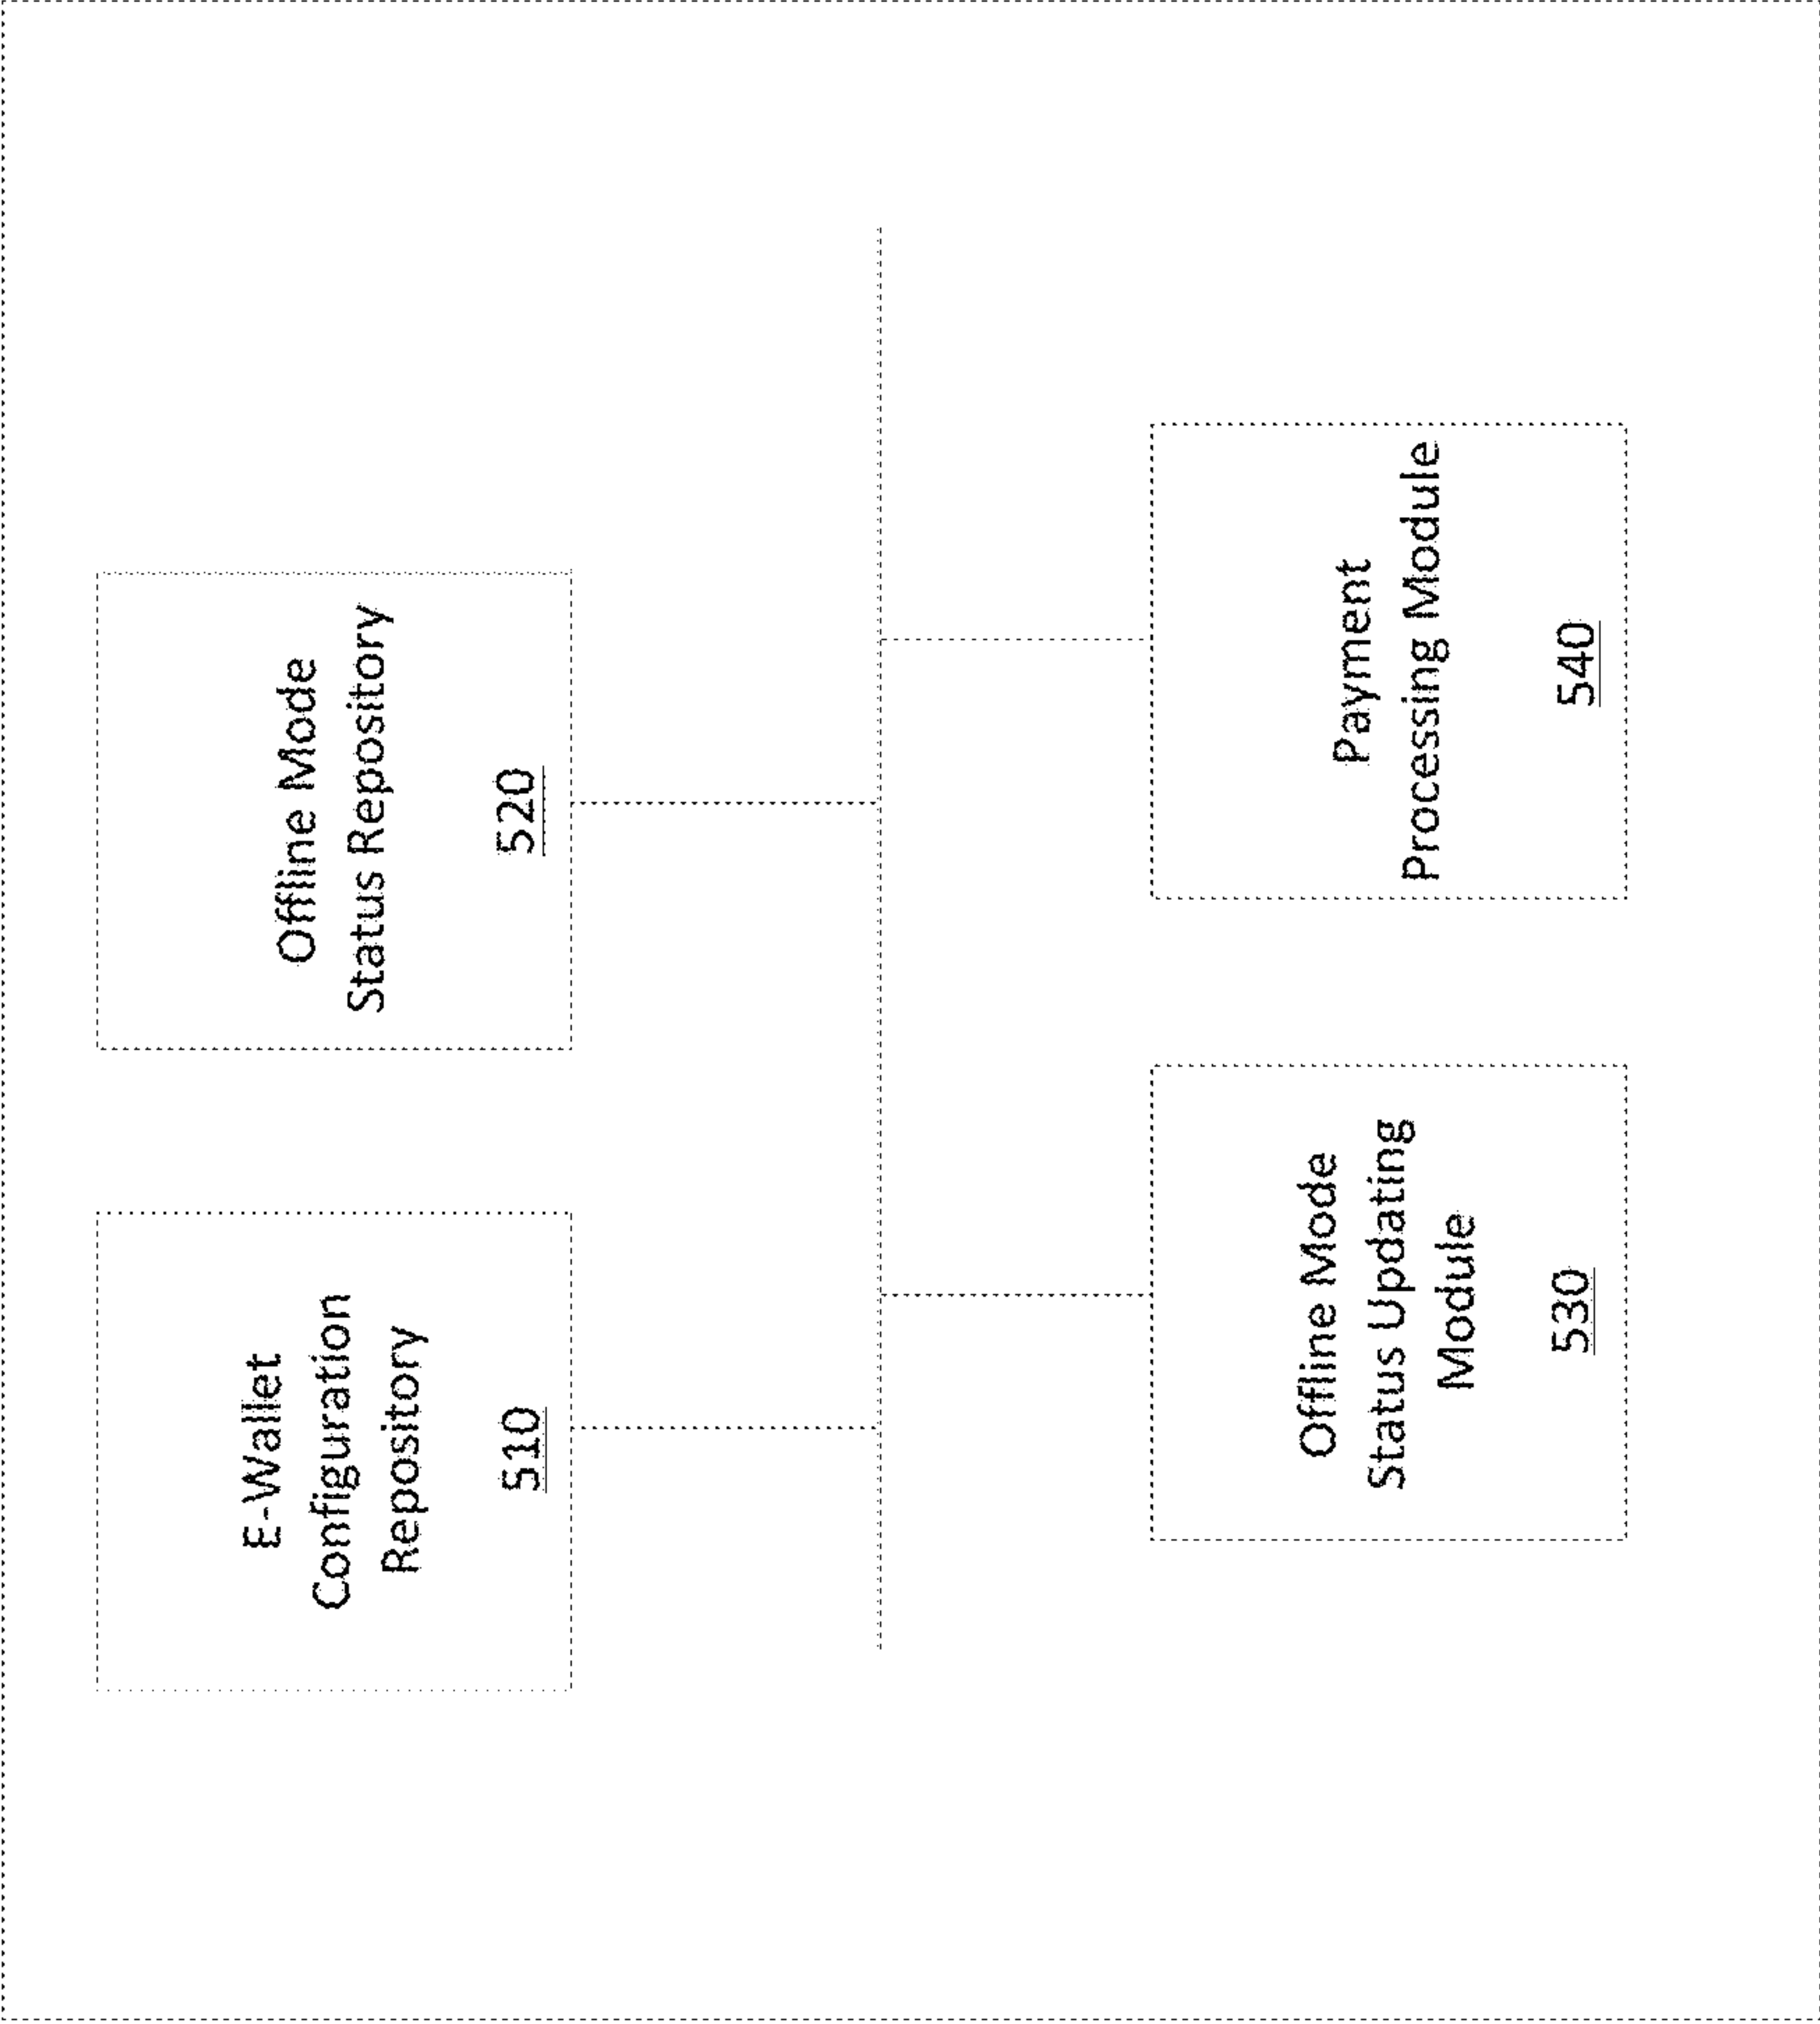 E-Wallet
Configuration
Repository
510
Offline Mode
Status Repository
520
Offline Mode
Status Updating
Module
530
Payment
Processing Module
540